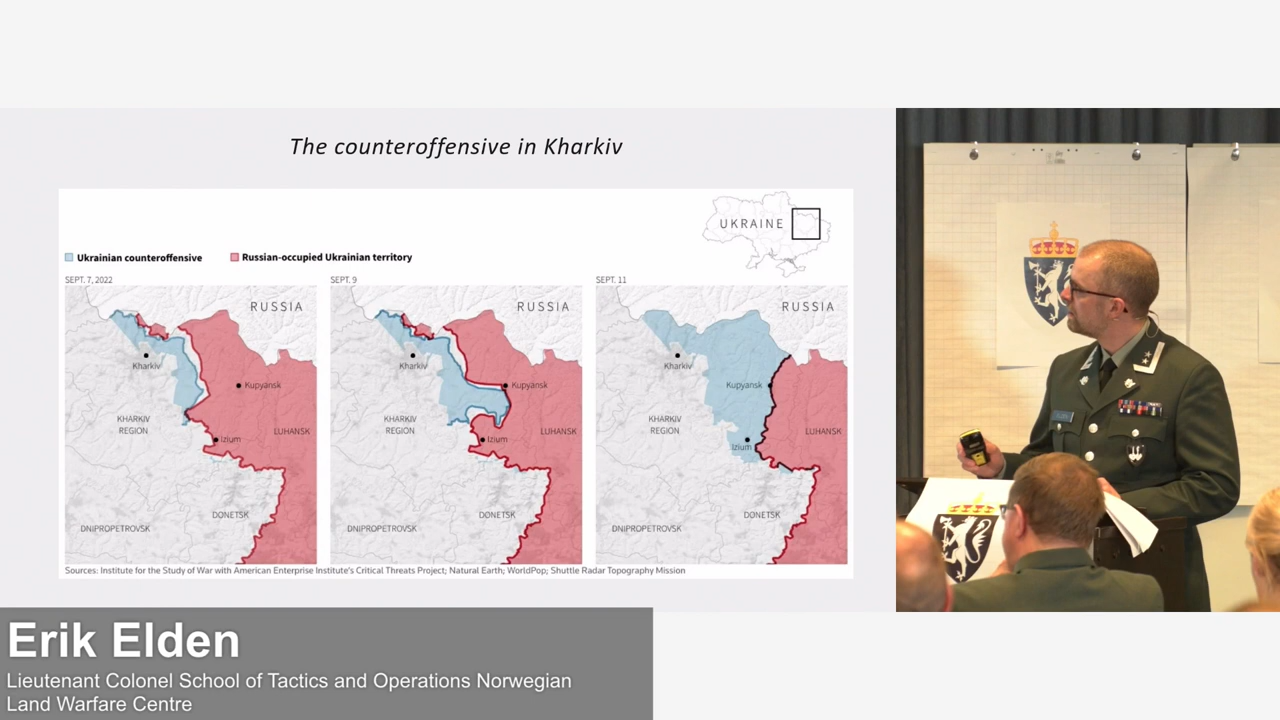 The counteroffensive in Kharkiv
UKRAINE
Ukrainian counteroffensive
Russian-occupied Ukrainian territory
SEPT. 7, 2022
RUSSIA
Kharkiv
Kupyansk
KHARKIV
REGION
LUHANSK
Izium
DONETSK
DNIPROPETROVSK
SEPT. 9
RUSSIA
Kharkiv
Kupyansk
KHARKIV
REGION
LUHANSK
Izium
DONETSK
DNIPROPETROVSK
SEPT. 11
RUSSIA
Kharkiv
Kupyansk
KHARKIV
REGION
LUHANSK
Izium
DONETSK
DNIPROPETROVSK
Sources: Institute for the Study of War with American Enterprise Institute's Critical Threats Project; Natural Earth; WorldPop; Shuttle Radar Topography Mission
Erik Elden
Lieutenant Colonel School of Tactics and Operations Norwegian
Land Warfare Centre